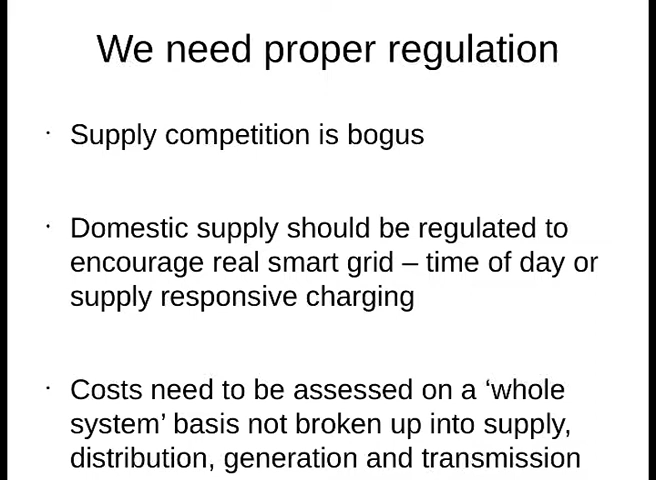 We need proper regulation
· Supply competition is bogus
· Domestic supply should be regulated to
encourage real smart grid – time of day or
supply responsive charging
· Costs need to be assessed on a ‘whole
system’ basis not broken up into supply,
distribution, generation and transmission